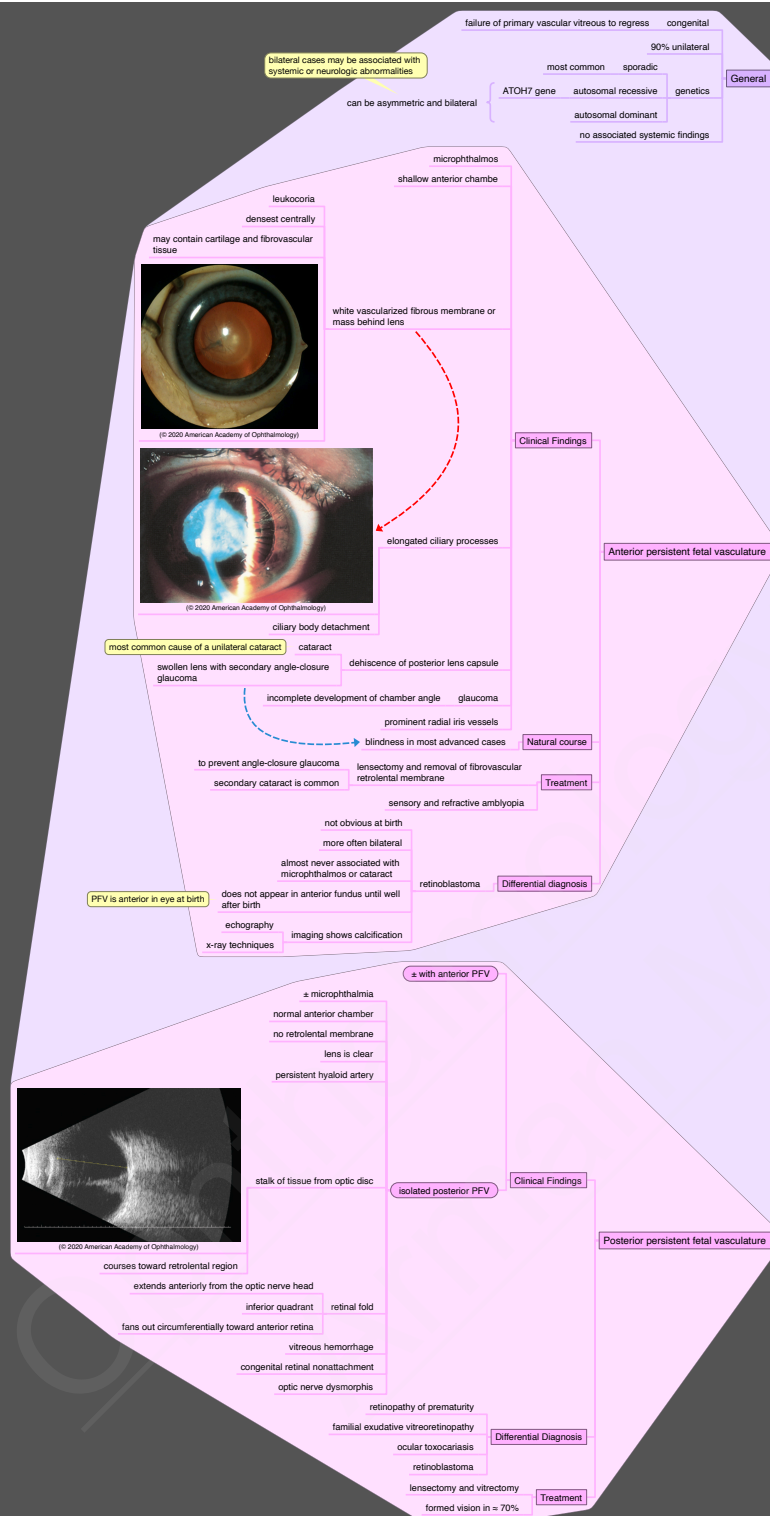 failure of primary vascular vitreous to regress
congenital
90% unilateral
bilateral cases may be associated with
systemic or neurologic abnormalities
most common
sporadic
General
can be asymmetric and bilateral
ATOH7 gene
autosomal recessive
genetics
autosomal dominant
no associated systemic findings
microphthalmos
shallow anterior chambe
leukocoria
densest centrally
may contain cartilage and fibrovascular
tissue
white vascularized fibrous membrane or
mass behind lens
(© 2020 American Academy of Ophthalmology)
Clinical Findings
elongated ciliary processes
Anterior persistent fetal vasculature
(© 2020 American Academy of Ophthalmology)
ciliary body detachment
most common cause of a unilateral cataract
cataract
swollen lens with secondary angle-closure
glaucoma
dehiscence of posterior lens capsule
incomplete development of chamber angle
glaucoma
prominent radial iris vessels
blindness in most advanced cases
Natural course
to prevent angle-closure glaucoma
secondary cataract is common
lensectomy and removal of fibrovascular
retrolental membrane
Treatment
sensory and refractive amblyopia
not obvious at birth
more often bilateral
almost never associated with
microphthalmos or cataract
retinoblastoma
Differential diagnosis
PFV is anterior in eye at birth
does not appear in anterior fundus until well
after birth
echography
x-ray techniques
imaging shows calcification
± with anterior PFV
± microphthalmia
normal anterior chamber
no retrolental membrane
lens is clear
persistent hyaloid artery
stalk of tissue from optic disc
isolated posterior PFV
Clinical Findings
Posterior persistent fetal vasculature
(© 2020 American Academy of Ophthalmology)
courses toward retrolental region
extends anteriorly from the optic nerve head
inferior quadrant
retinal fold
fans out circumferentially toward anterior retina
vitreous hemorrhage
congenital retinal nonattachment
optic nerve dysmorphis
retinopathy of prematurity
familial exudative vitreoretinopathy
Differential Diagnosis
ocular toxocariasis
retinoblastoma
lensectomy and vitrectomy
Treatment
formed vision in ≈ 70%